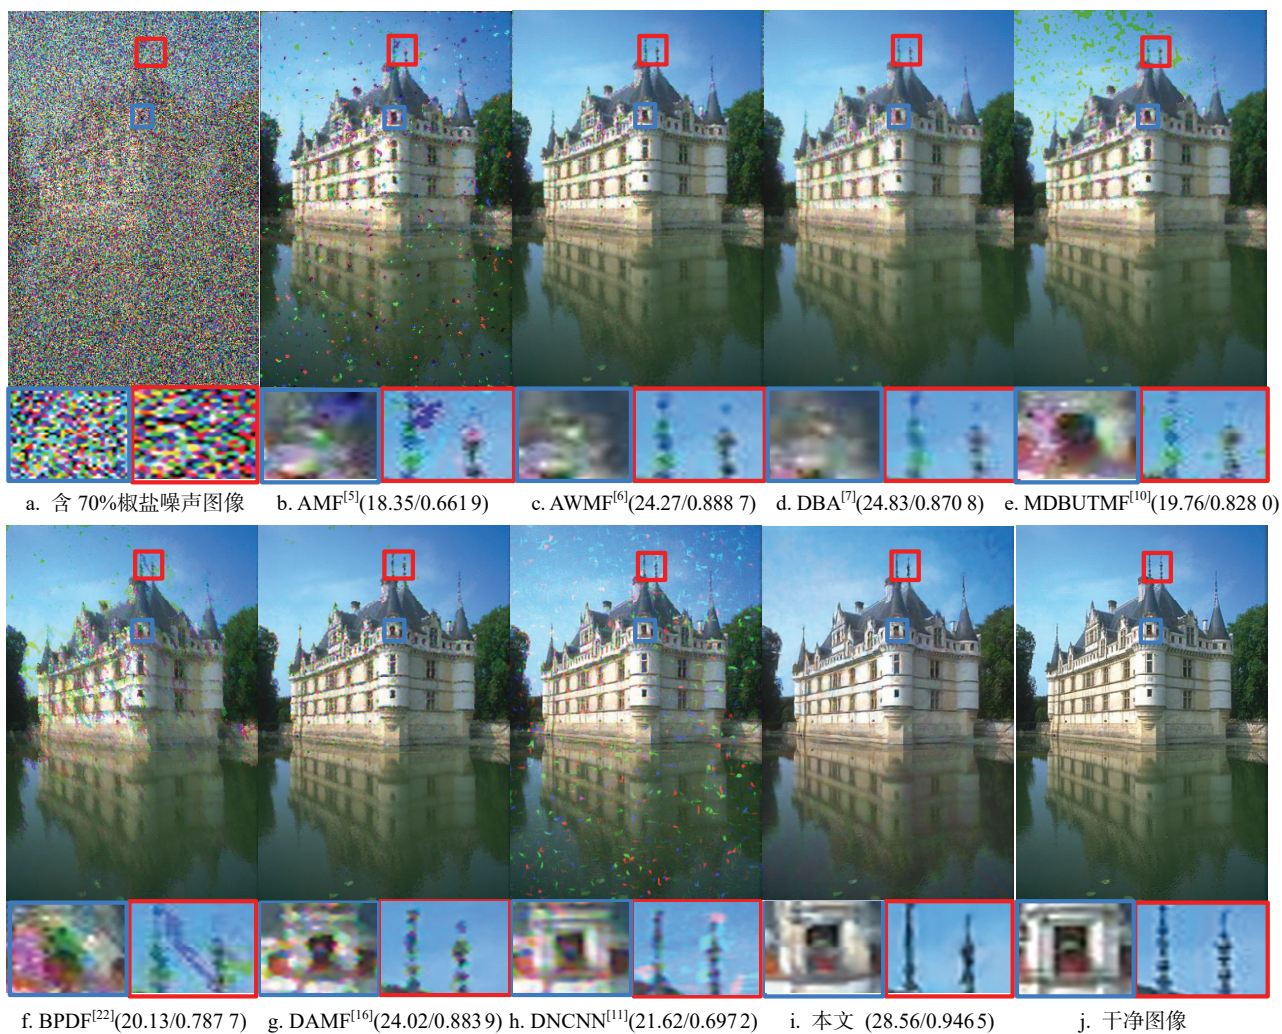 a. 含 70%椒盐噪声图像 b. AMF[5](18.35/0.661 9) c. AWMF[6](24.27/0.888 7) d. DBA[7](24.83/0.870 8) e. MDBUTMF[10](19.76/0.828 0)
f. BPDF[22](20.13/0.787 7) g. DAMF[16](24.02/0.883 9) h. DNCNN[11](21.62/0.697 2) i. 本文 (28.56/0.946 5) j. 干净图像